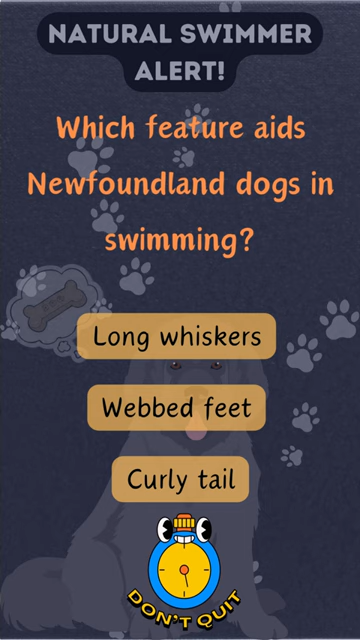 NATURAL SWIMMER
ALERT!
Which feature aids
Newfoundland dogs in
swimming?
Long whiskers
Webbed feet
Curly tail
DON'T QUIT